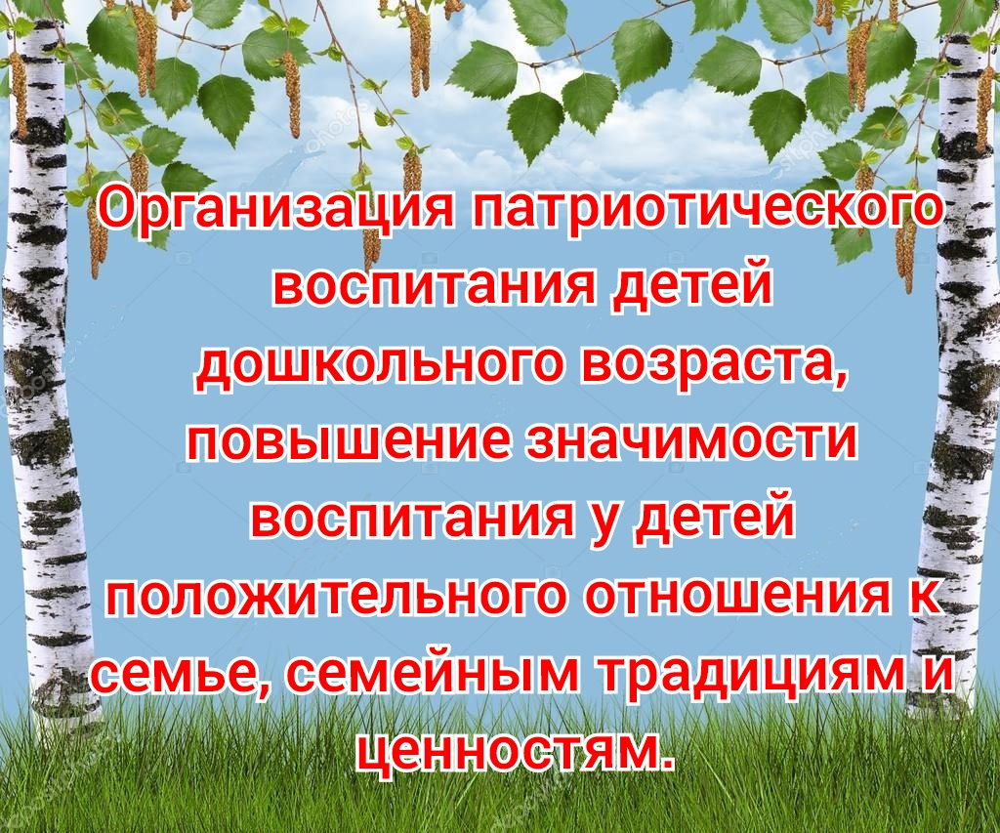 Организация патриотического
воспитания детей
дошкольного возраста,
повышение значимости
воспитания у детей
положительного отношения к
семье, семейным традициям и
ценностям.